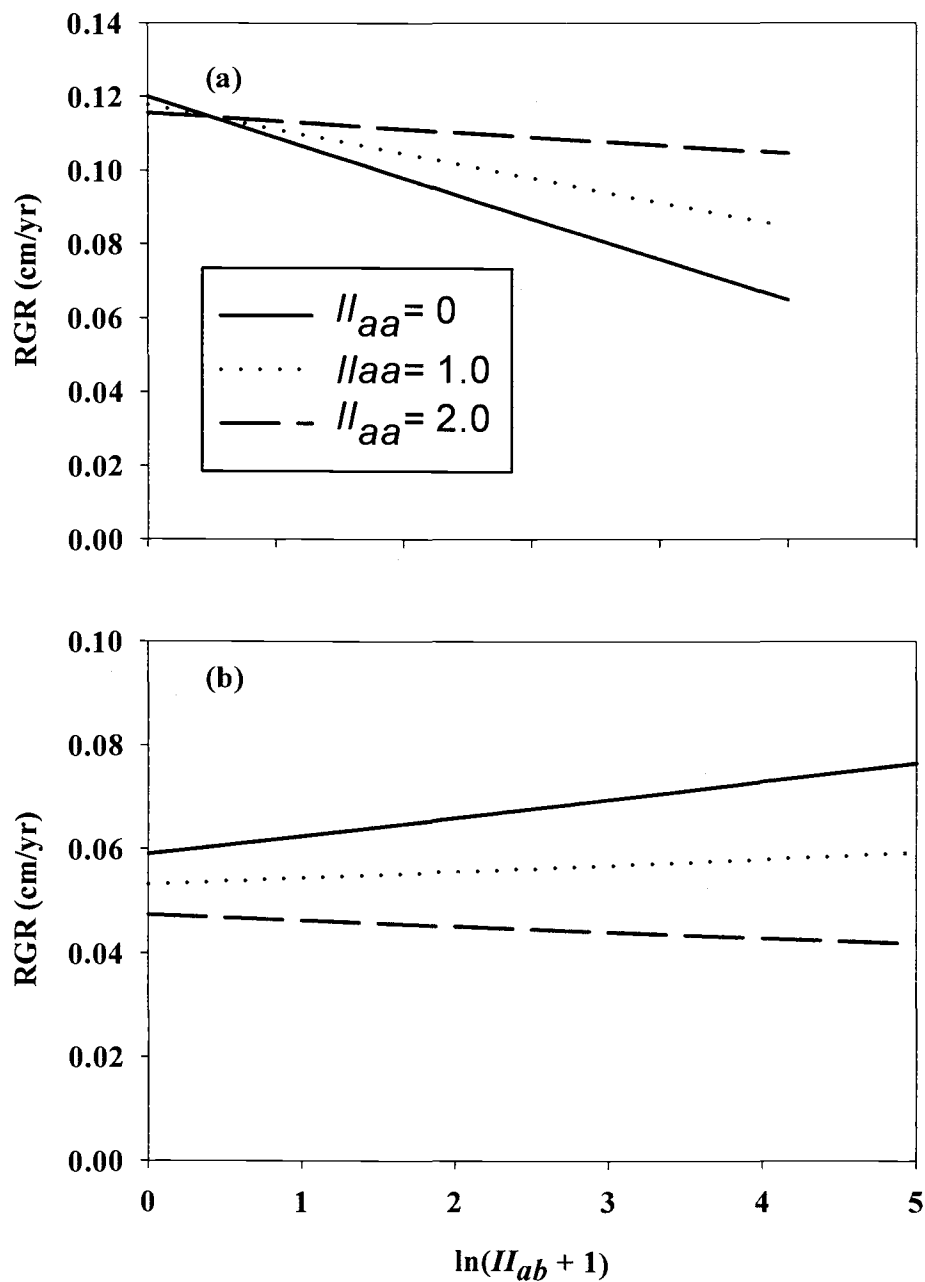 0.14
(a)
0.12
0.10
0.08
0.06
0.04
0.02
0.00
RGR (cm/yr)
II_aa = 0
IIaa = 1.0
II_aa = 2.0
0.10
(b)
0.08
0.06
0.04
0.02
0.00
RGR (cm/yr)
0 1 2 3 4 5
ln(II_ab + 1)